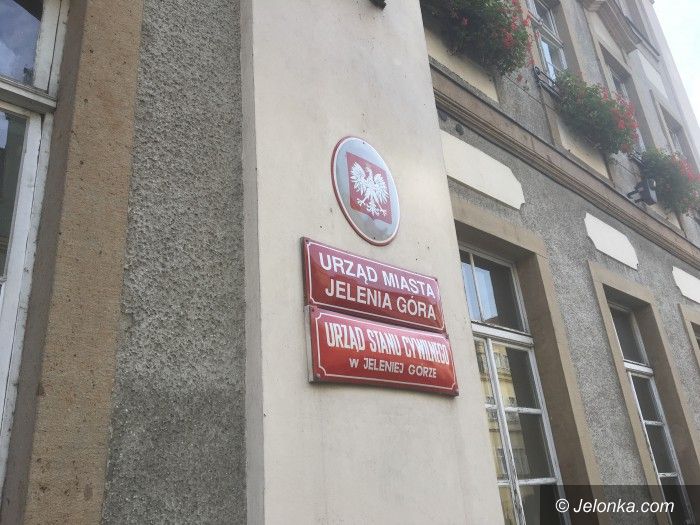 URZĄD MIASTA
JELENIA GÓRA
URZĄD STANU CYWILNEGO
W JELENIEJ GÓRZE
© Jelonka.com